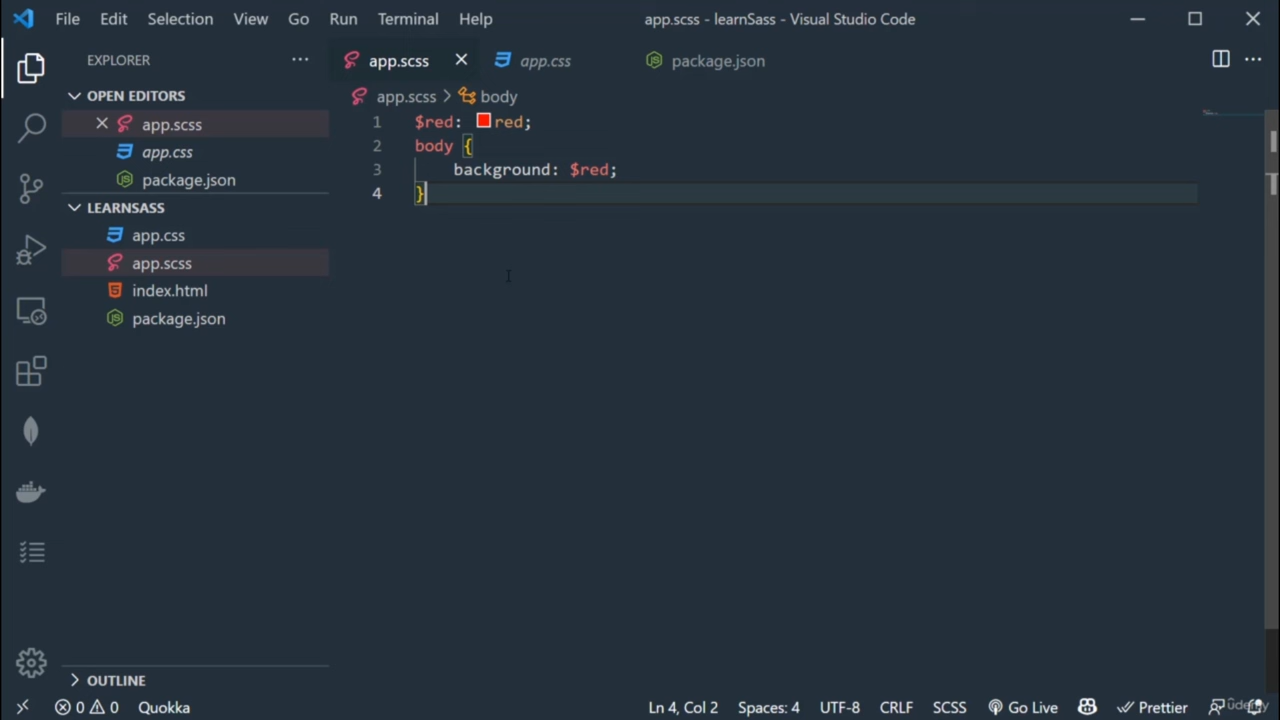 File Edit Selection View Go Run Terminal Help app.scss - learnSass - Visual Studio Code
EXPLORER
app.scss app.css package.json
OPEN EDITORS
app.scss
app.css
package.json
LEARNSASS
app.css
app.scss
index.html
package.json
app.scss > body
1 $red: red;
2 body {
3 background: $red;
4 }
OUTLINE
0 0 Quokka Ln 4, Col 2 Spaces: 4 UTF-8 CRLF SCSS Go Live Prettier
udemy